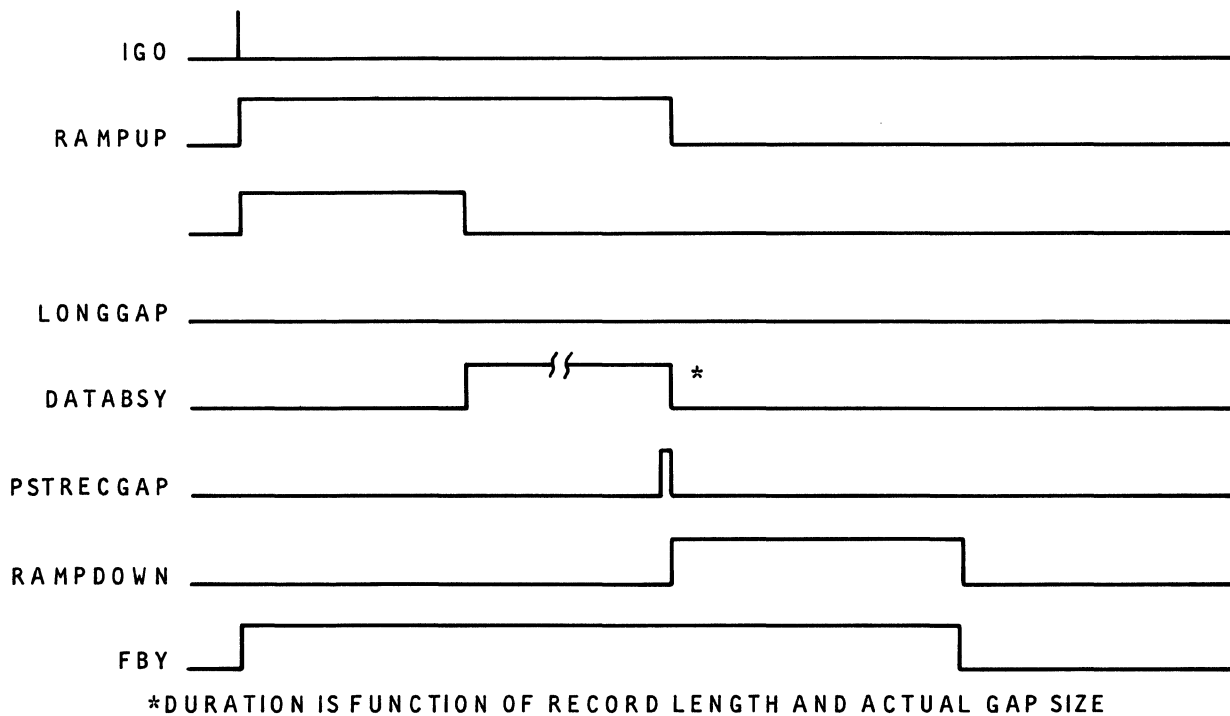 IGO
RAMPUP
LONGGAP
DATABSY
*
PSTRECGAP
RAMPDOWN
FBY
*DURATION IS FUNCTION OF RECORD LENGTH AND ACTUAL GAP SIZE